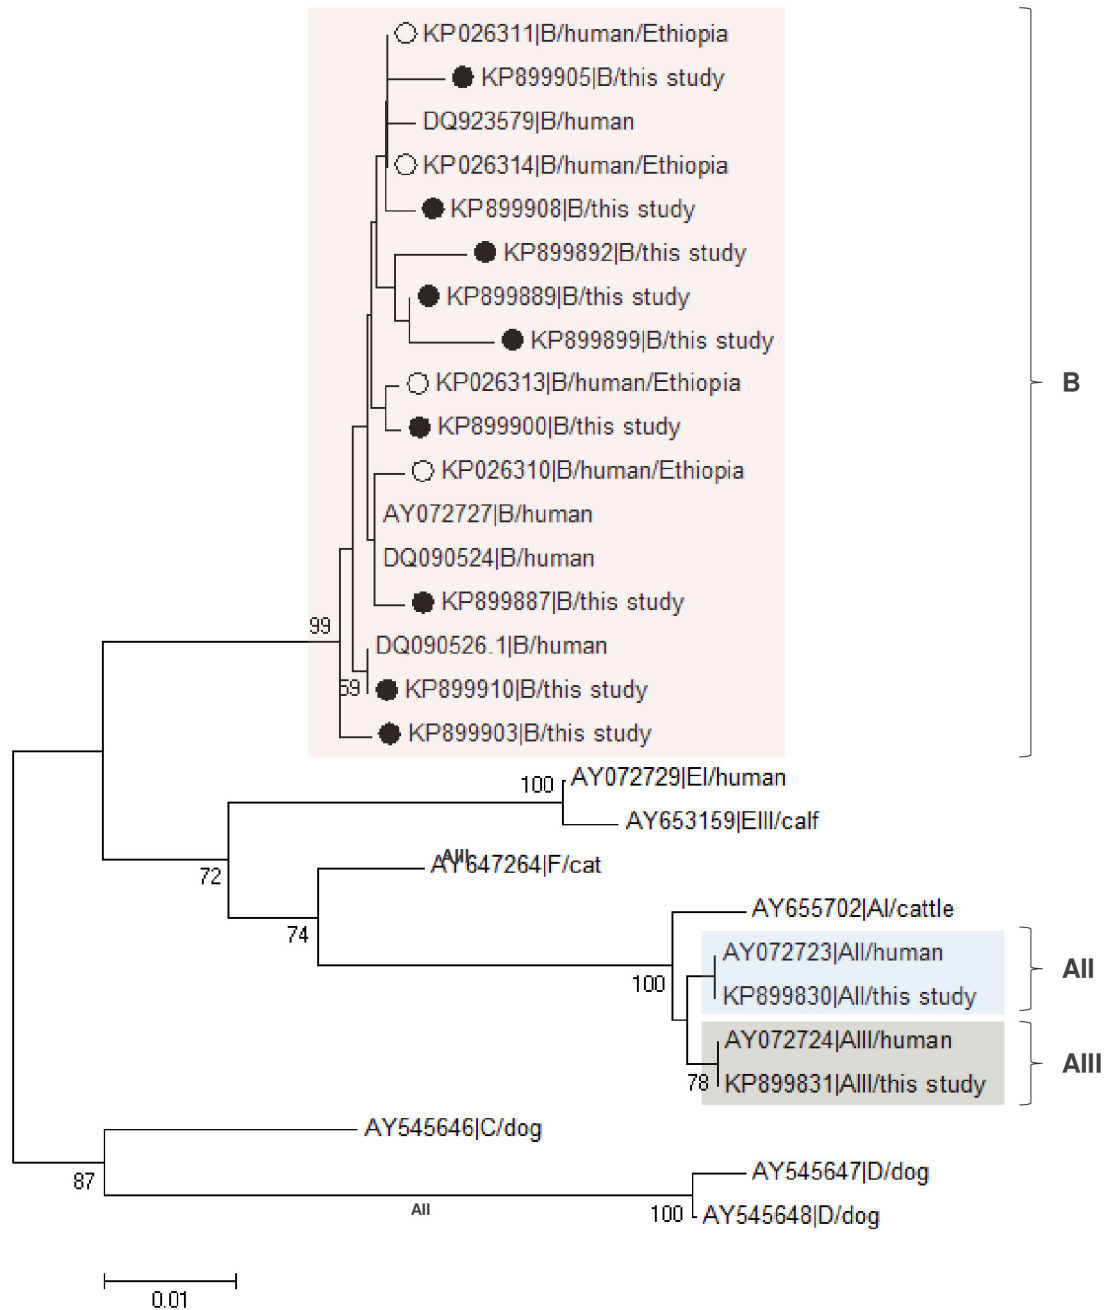 KP026311|B/human/Ethiopia
KP899905|B/this study
DQ923579|B/human
KP026314|B/human/Ethiopia
KP899908|B/this study
KP899892|B/this study
KP899889|B/this study
KP899899|B/this study
KP026313|B/human/Ethiopia
B
KP899900|B/this study
KP026310|B/human/Ethiopia
AY072727|B/human
DQ090524|B/human
KP899887|B/this study
99
DQ090526.1|B/human
59
KP899910|B/this study
KP899903|B/this study
AY072729|EI/human
100
AY653159|EIII/calf
AIII
AY647264|F/cat
72
AY655702|AI/cattle
74
AY072723|AII/human
AII
100
KP899830|AII/this study
AY072724|AIII/human
AIII
78
KP899831|AIII/this study
AY545646|C/dog
87
AY545647|D/dog
AII
100
AY545648|D/dog
0.01